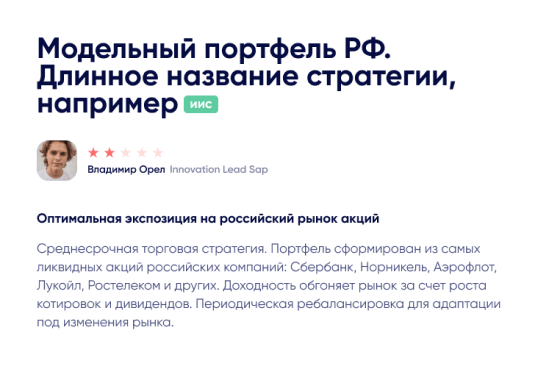 Модельный портфель РФ.
Длинное название стратегии,
например иис
Владимир Орел Innovation Lead Sap
Оптимальная экспозиция на российский рынок акций
Среднесрочная торговая стратегия. Портфель сформирован из самых
ликвидных акций российских компаний: Сбербанк, Норникель, Аэрофлот,
Лукойл, Ростелеком и других. Доходность обгоняет рынок за счет роста
котировок и дивидендов. Периодическая ребалансировка для адаптации
под изменения рынка.